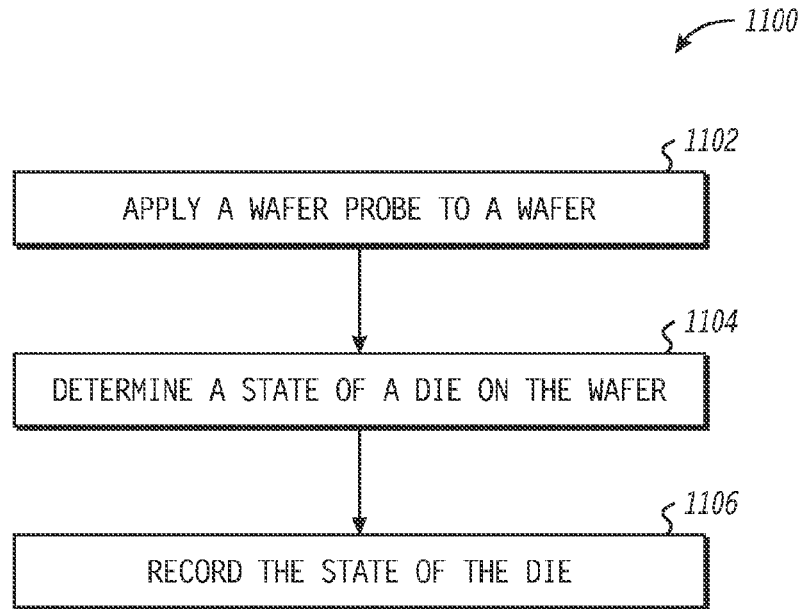 1100
1102
APPLY A WAFER PROBE TO A WAFER
1104
DETERMINE A STATE OF A DIE ON THE WAFER
1106
RECORD THE STATE OF THE DIE